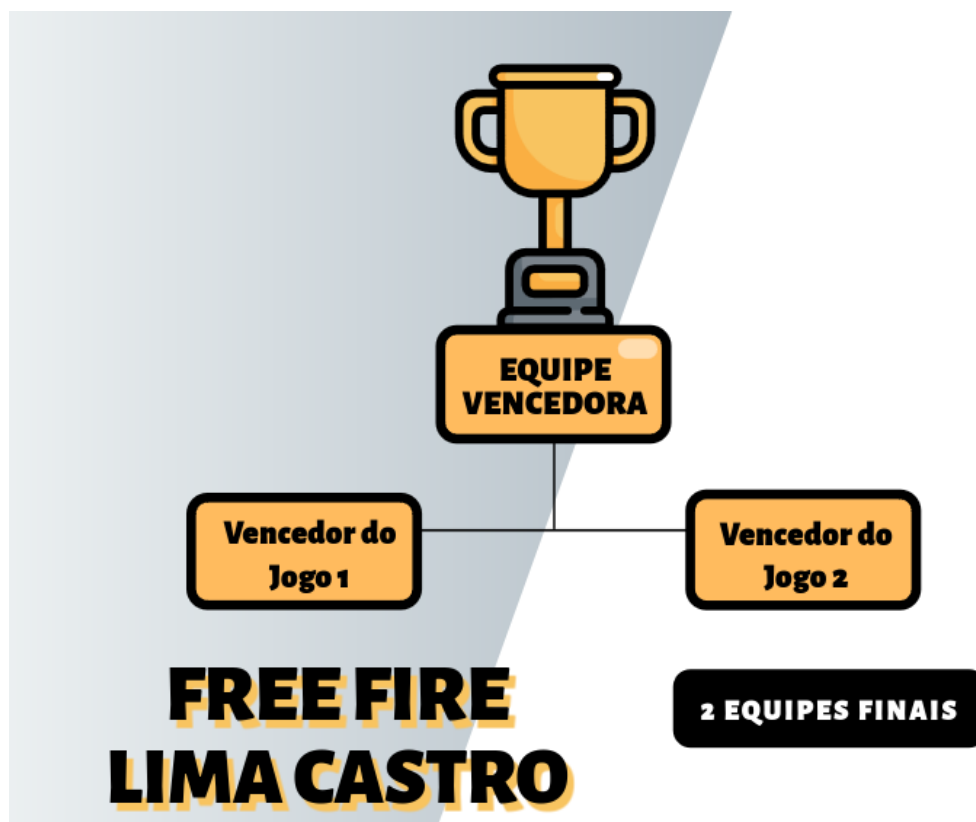 EQUIPE
VENCEDORA
Vencedor do
Jogo 1
Vencedor do
Jogo 2
FREE FIRE
LIMA CASTRO
2 EQUIPES FINAIS